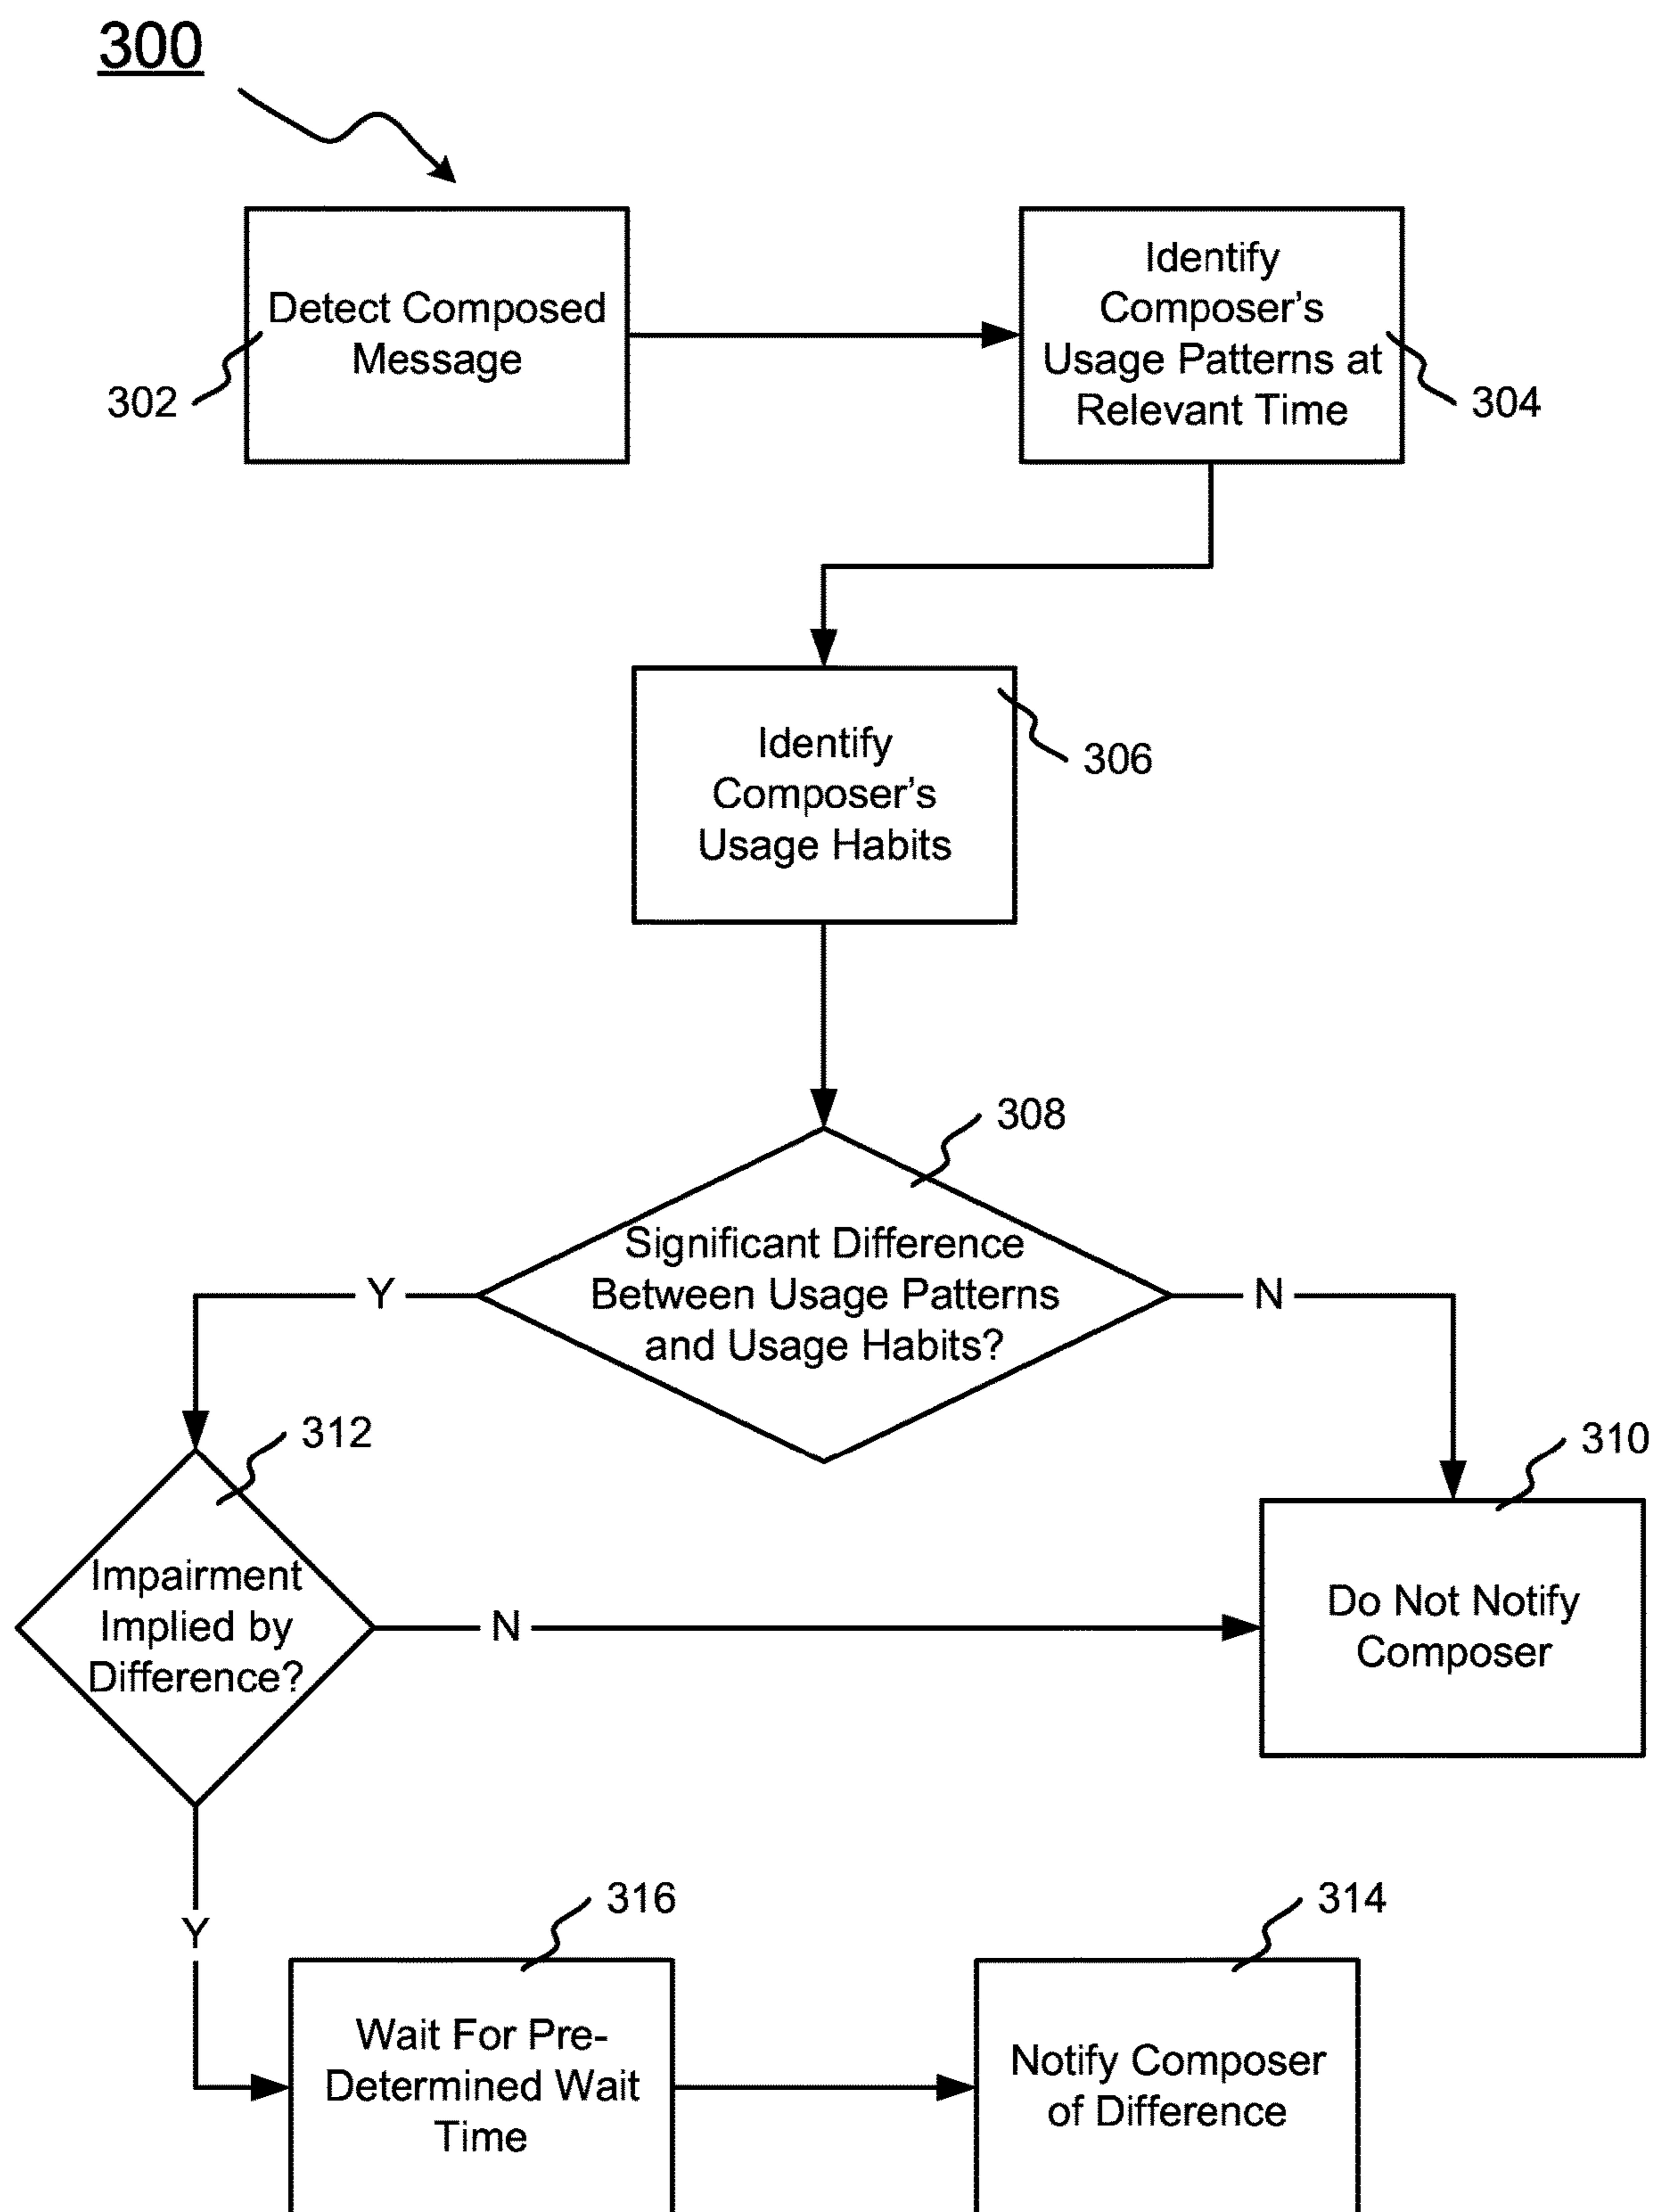 300
Detect Composed
Message
302
Identify
Composer's
Usage Patterns at
Relevant Time
304
Identify
Composer's
Usage Habits
306
308
Significant Difference
Between Usage Patterns
and Usage Habits?
Y
N
312
310
Impairment
Implied by
Difference?
N
Do Not Notify
Composer
Y
316
314
Wait For Pre-
Determined Wait
Time
Notify Composer
of Difference